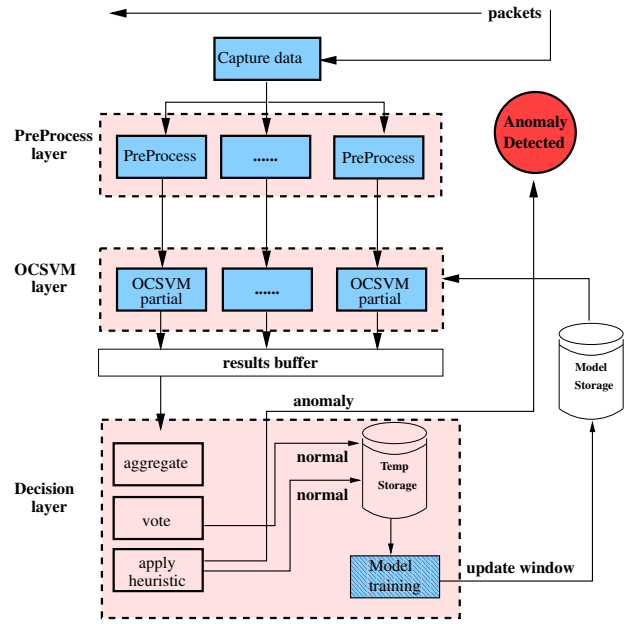 packets
Capture data
PreProcess
layer
PreProcess
......
PreProcess
Anomaly
Detected
OCSVM
layer
OCSVM
partial
......
OCSVM
partial
results buffer
Model
Storage
anomaly
Decision
layer
aggregate
normal
Temp
Storage
vote
normal
apply
heuristic
Model
training
update window